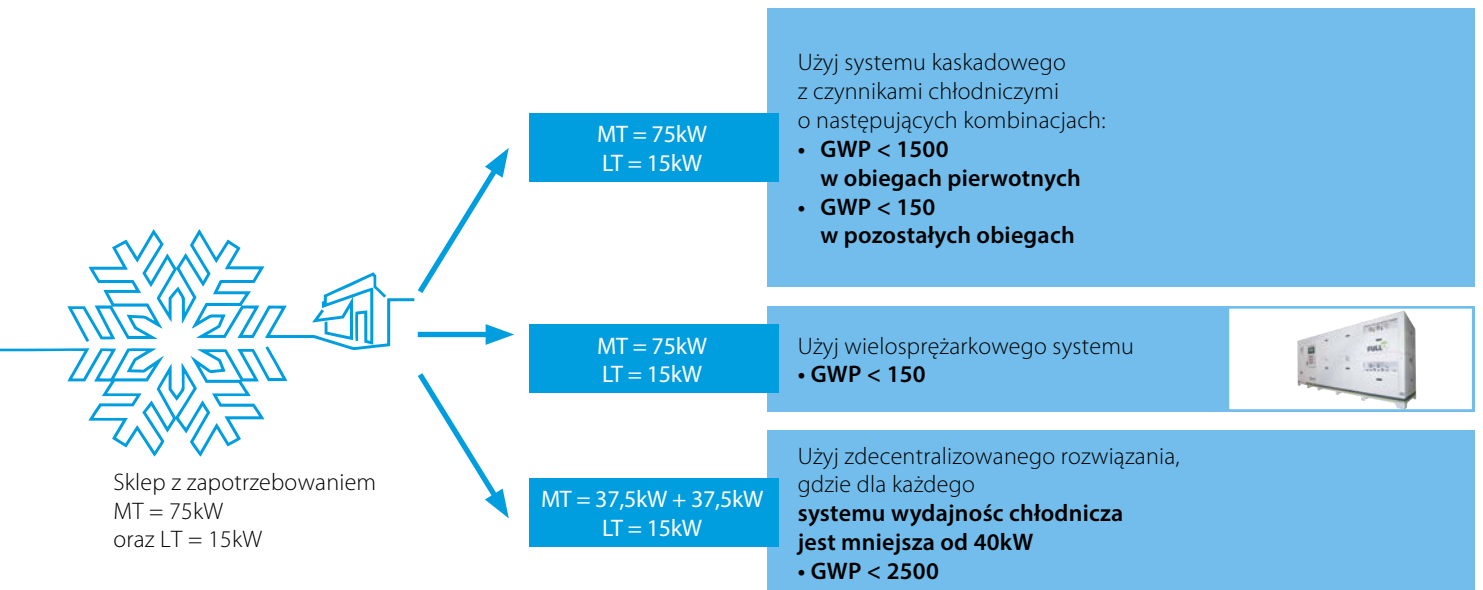 Użyj systemu kaskadowego
z czynnikami chłodniczymi
o następujących kombinacjach:
• GWP < 1500
w obiegach pierwotnych
• GWP < 150
w pozostałych obiegach
MT = 75kW
LT = 15kW
MT = 75kW
LT = 15kW
Użyj wielosprężarkowego systemu
• GWP < 150
FULL
Sklep z zapotrzebowaniem
MT = 75kW
oraz LT = 15kW
MT = 37,5kW + 37,5kW
LT = 15kW
Użyj zdecentralizowanego rozwiązania,
gdzie dla każdego
systemu wydajnośc chłodnicza
jest mniejsza od 40kW
• GWP < 2500